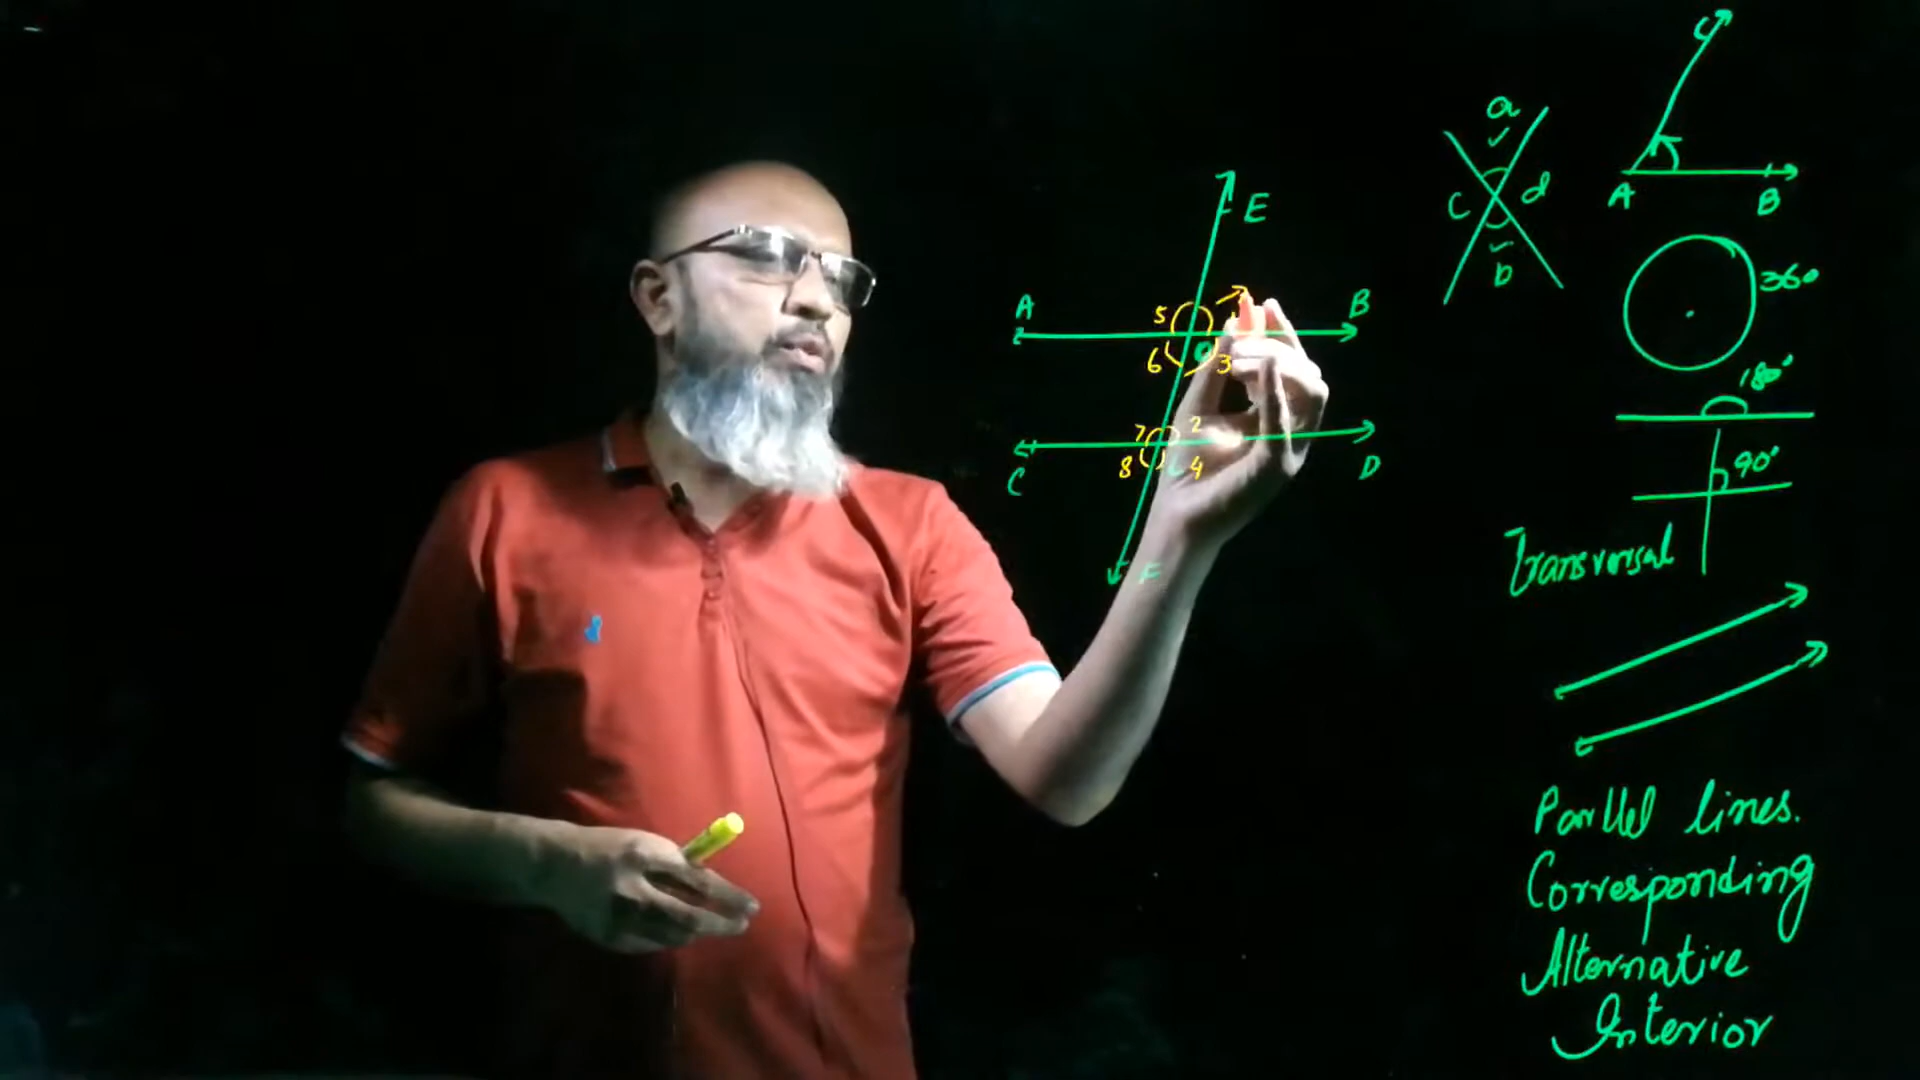 E
A
B
5
6
3
7
2
8
4
C
D
F
a
C
d
b
C
A
B
360
180°
90°
Transversal
Parllel lines.
Corresponding
Alternative
Interior